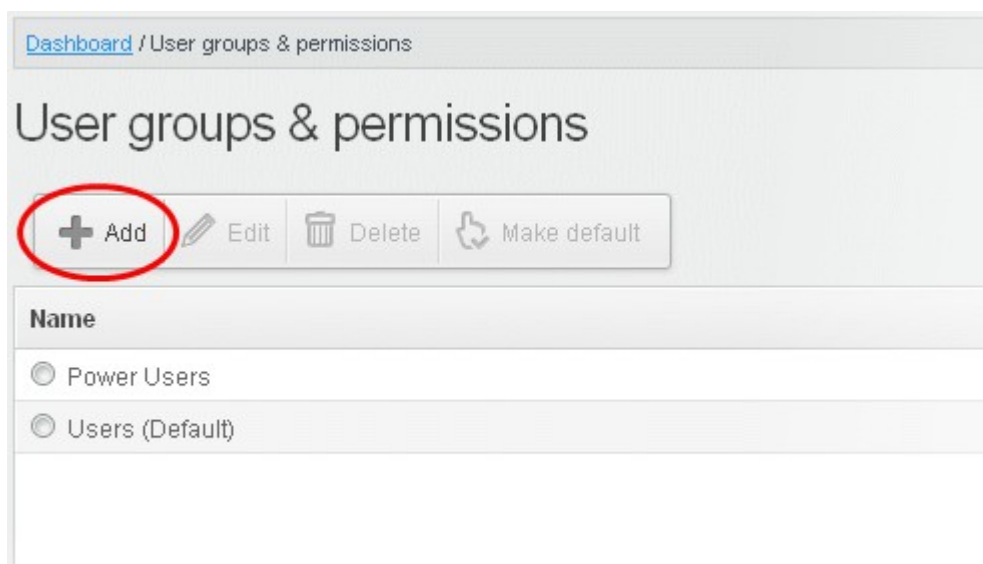 Dashboard / User groups & permissions
User groups & permissions
Add Edit Delete Make default
Name
Power Users
Users (Default)